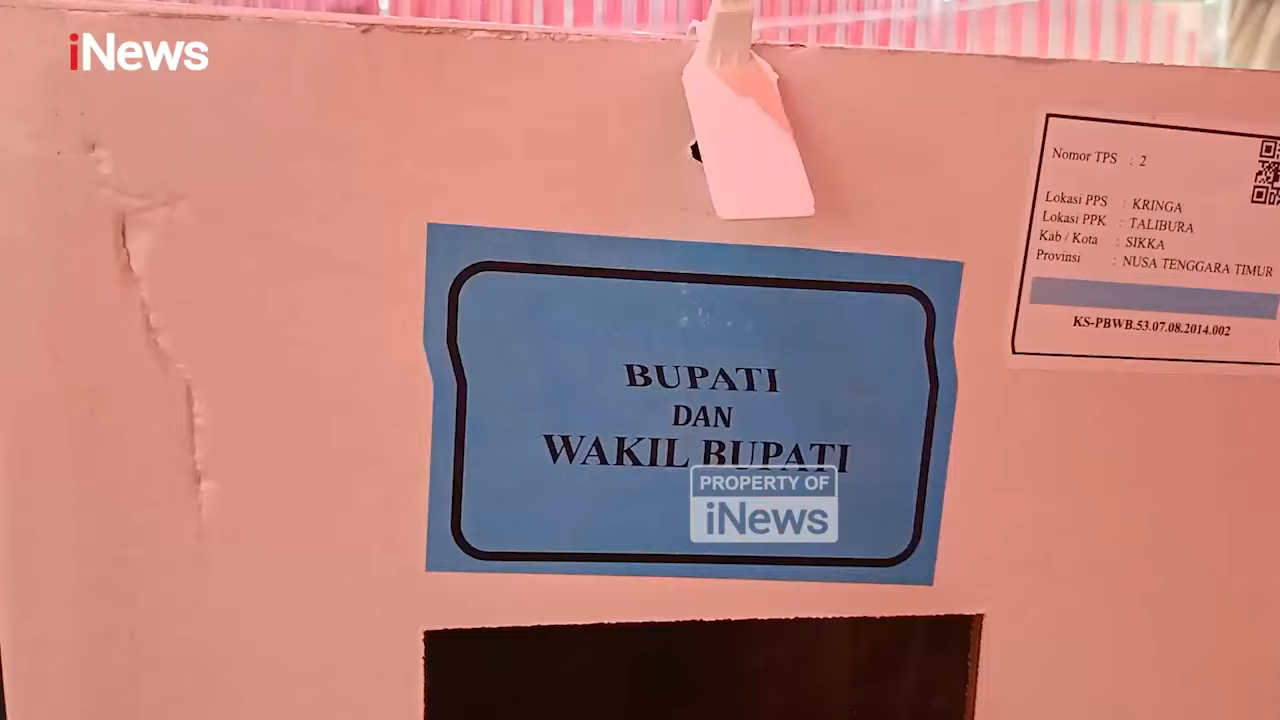 iNews
Nomor TPS : 2
Lokasi PPS : KRINGA
Lokasi PPK : TALIBURA
Kab / Kota : SIKKA
Provinsi : NUSA TENGGARA TIMUR
KS-PBWB.53.07.08.2014.002
BUPATI
DAN
WAKIL BUPATI
PROPERTY OF
iNews